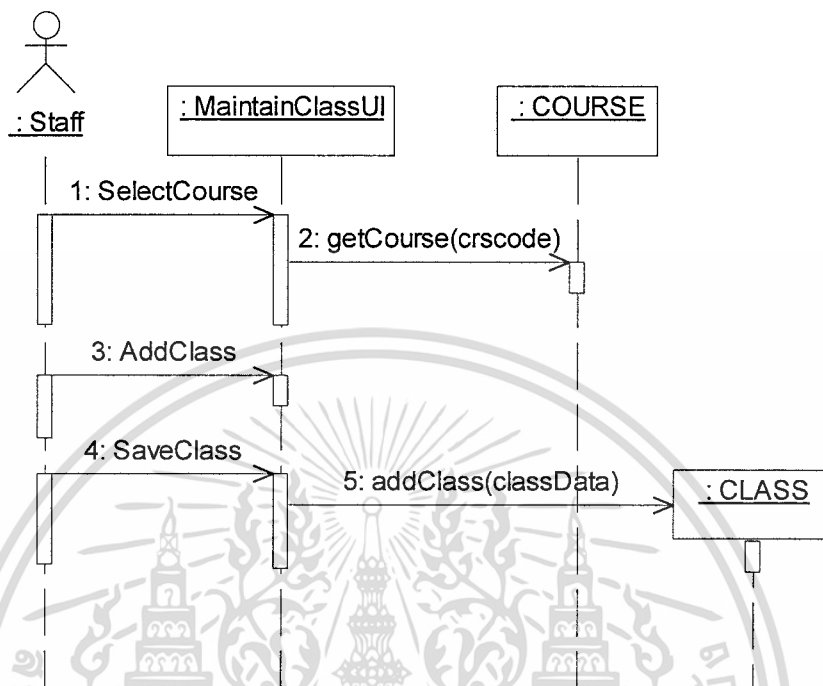 : Staff
: MaintainClassUI
: COURSE
1: SelectCourse
2: getCourse(crscode)
3: AddClass
4: SaveClass
5: addClass(classData)
: CLASS